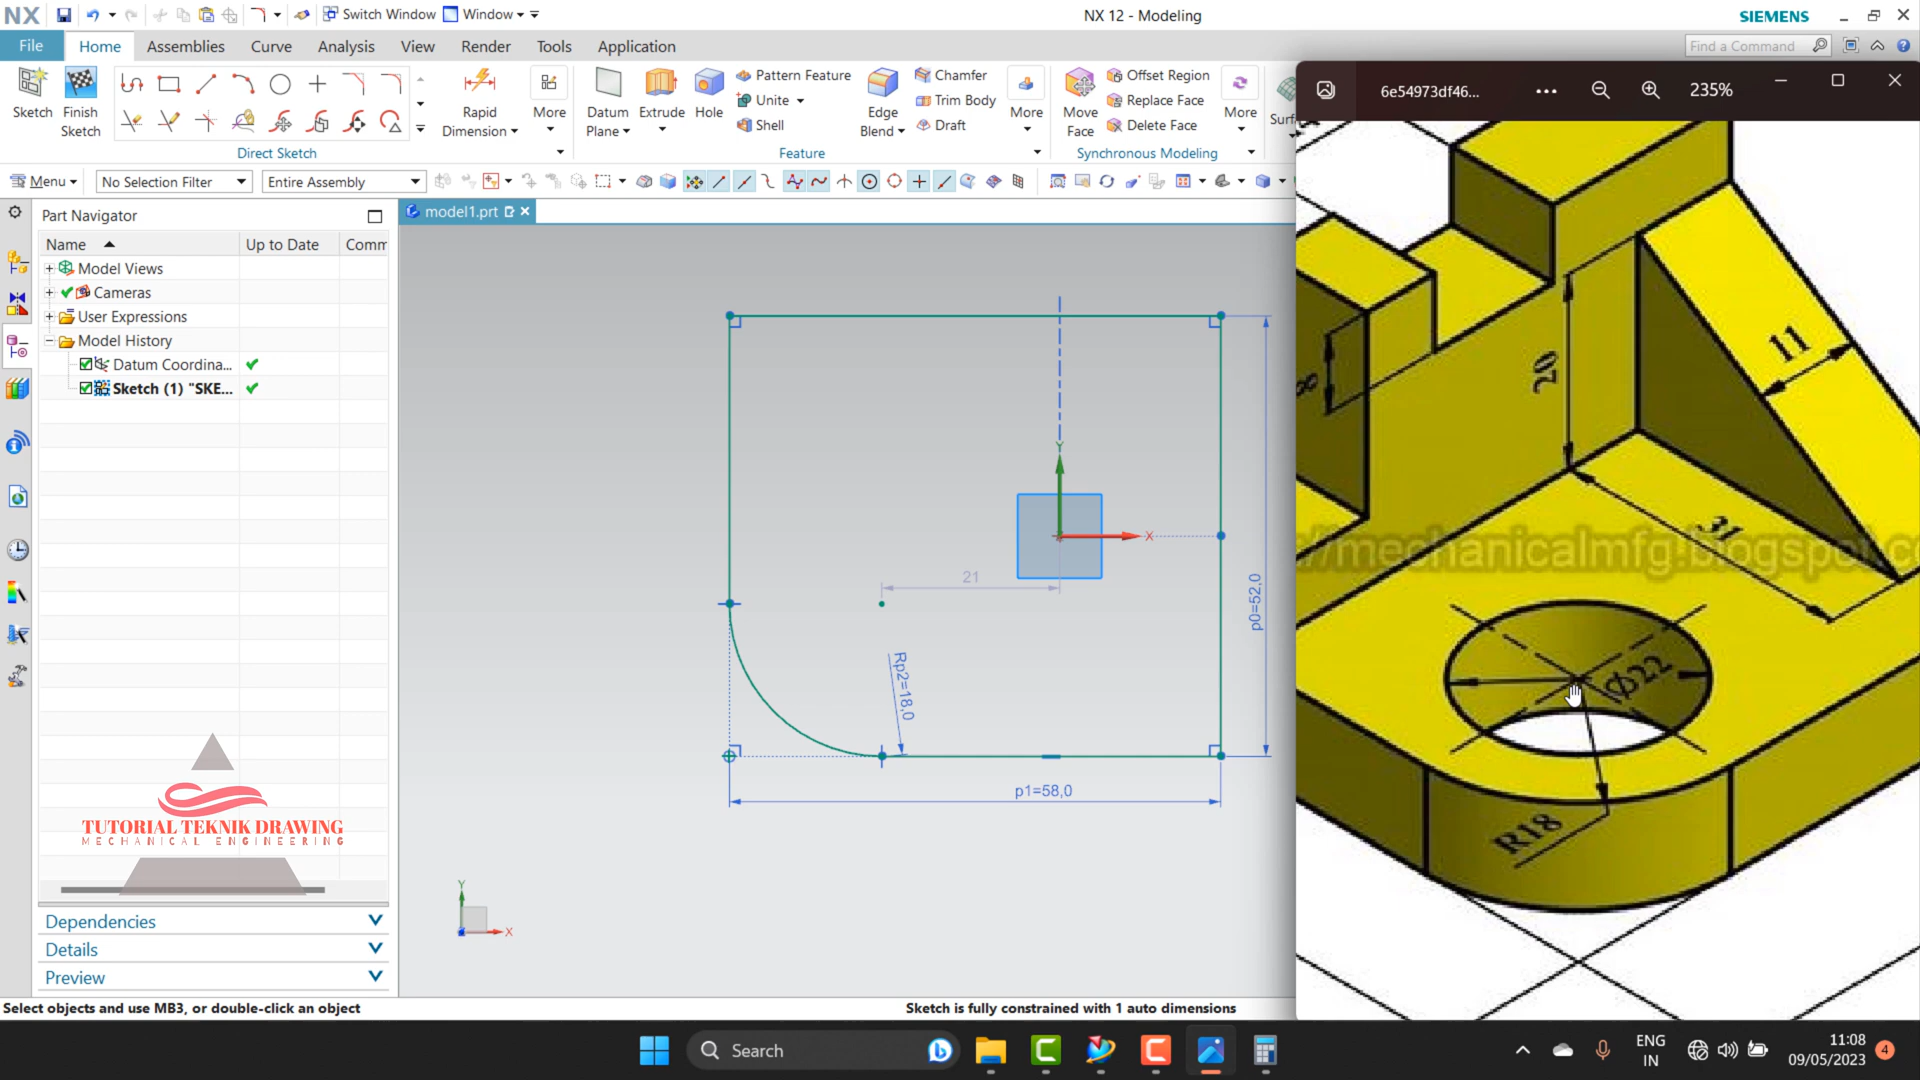 NX
Switch Window
Window
NX 12 - Modeling
SIEMENS
File
Home
Assemblies
Curve
Analysis
View
Render
Tools
Application
Find a Command
Sketch
Finish
Sketch
Rapid
Dimension
More
Datum
Plane
Extrude
Hole
Pattern Feature
Unite
Shell
Edge
Blend
Chamfer
Trim Body
Draft
More
Move
Face
Offset Region
Replace Face
Delete Face
More
Surf
Direct Sketch
Feature
Synchronous Modeling
6e54973df46...
235%
Menu
No Selection Filter
Entire Assembly
Part Navigator
model1.prt
Name
Up to Date
Comm
Model Views
Cameras
User Expressions
Model History
Datum Coordina...
Sketch (1) "SKE...
Y
X
21
Rp2=18,0
p0=52,0
p1=58,0
Y
X
8
20
11
31
//mechanicalmfg.blogspot.c
Φ22
R18
TUTORIAL TEKNIK DRAWING
MECHANICAL ENGINEERING
Dependencies
Details
Preview
Select objects and use MB3, or double-click an object
Sketch is fully constrained with 1 auto dimensions
Search
ENG
IN
11:08
09/05/2023
4